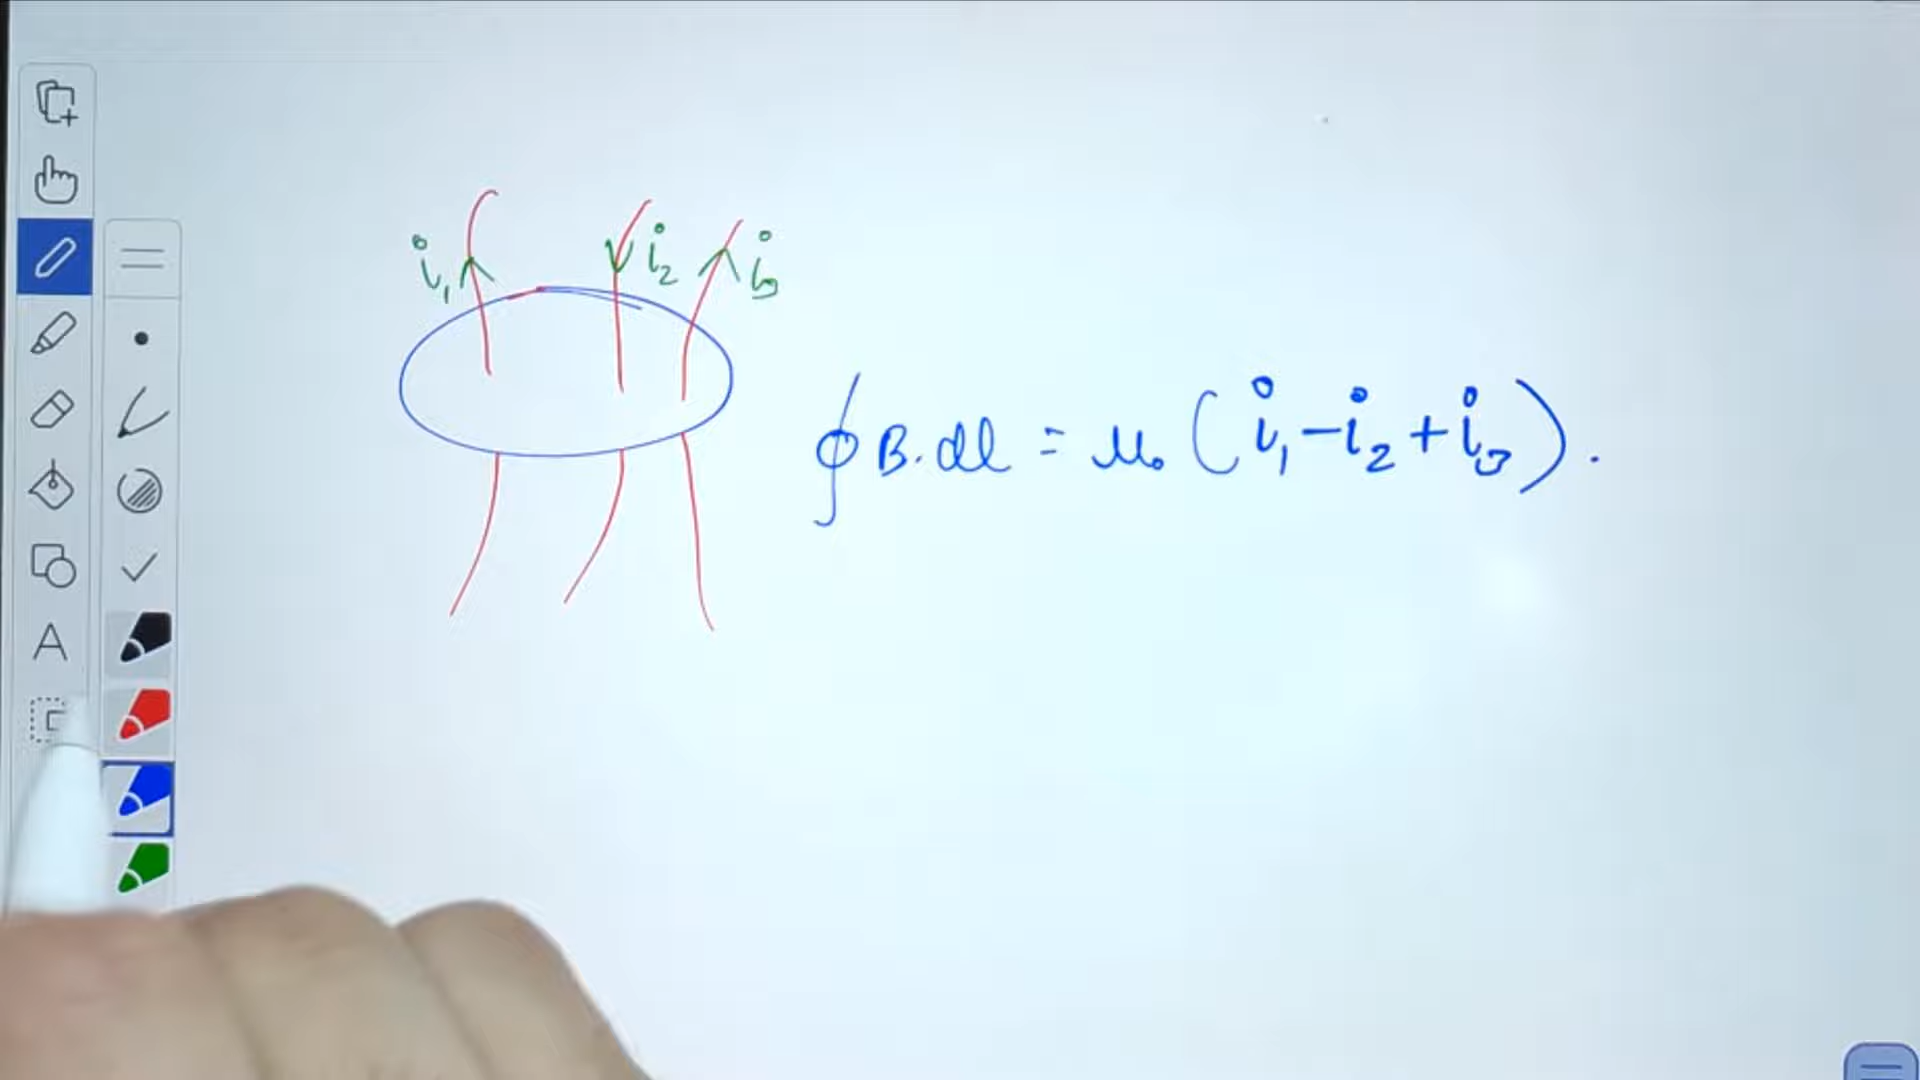 i₁ i₂ i₃
∮ B. dl = μ₀ (i₁ - i₂ + i₃).
A